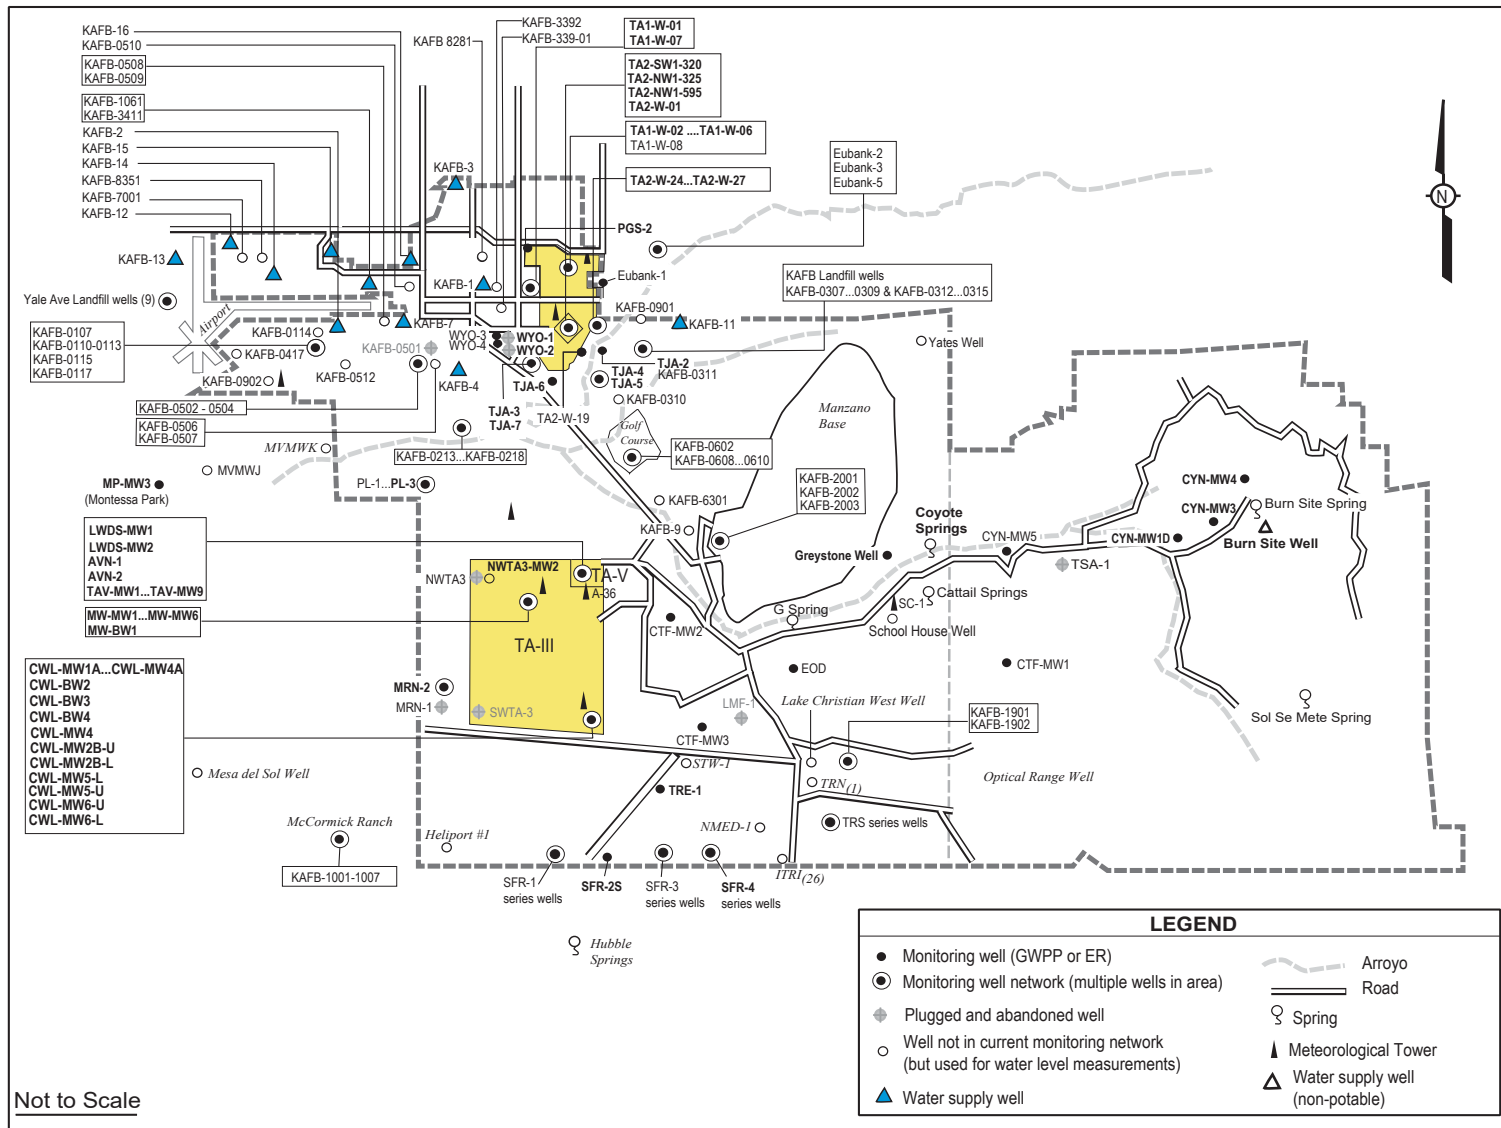 KAFB-16
KAFB-0510
KAFB-0508
KAFB-0509
KAFB-1061
KAFB-3411
KAFB-2
KAFB-15
KAFB-14
KAFB-8351
KAFB-7001
KAFB-12
KAFB 8281
KAFB-3392
KAFB-339-01
TA1-W-01
TA1-W-07
TA2-SW1-320
TA2-NW1-325
TA2-NW1-595
TA2-W-01
TA1-W-02 ....TA1-W-06
TA1-W-08
TA2-W-24...TA2-W-27
Eubank-2
Eubank-3
Eubank-5
N
KAFB-3
PGS-2
KAFB-13
KAFB-1
Eubank-1
KAFB Landfill wells
KAFB-0307...0309 & KAFB-0312...0315
Yale Ave Landfill wells (9)
Airport
KAFB-0901
KAFB-11
KAFB-0107
KAFB-0110-0113
KAFB-0115
KAFB-0117
KAFB-0114
KAFB-7
WYO-3
WYO-4
WYO-1
WYO-2
Yates Well
KAFB-0417
KAFB-0501
KAFB-0512
KAFB-0902
KAFB-4
TJA-6
TJA-2
TJA-4
TJA-5
KAFB-0311
KAFB-0310
KAFB-0502 - 0504
KAFB-0506
KAFB-0507
TJA-3
TJA-7
TA2-W-19
Golf
Course
Manzano
Base
MVMWK
MVMWJ
KAFB-0213...KAFB-0218
KAFB-0602
KAFB-0608...0610
MP-MW3
(Montessa Park)
PL-1...PL-3
KAFB-6301
KAFB-2001
KAFB-2002
KAFB-2003
KAFB-9
CYN-MW4
CYN-MW3
Burn Site Spring
Burn Site Well
CYN-MW1D
Coyote
Springs
CYN-MW5
Greystone Well
TSA-1
LWDS-MW1
LWDS-MW2
AVN-1
AVN-2
TAV-MW1...TAV-MW9
NWTA3
NWTA3-MW2
TA-V
A-36
Cattail Springs
SC-1
School House Well
G Spring
MW-MW1...MW-MW6
MW-BW1
TA-III
CTF-MW2
EOD
CTF-MW1
CWL-MW1A...CWL-MW4A
CWL-BW2
CWL-BW3
CWL-BW4
CWL-MW4
CWL-MW2B-U
CWL-MW2B-L
CWL-MW5-L
CWL-MW5-U
CWL-MW6-U
CWL-MW6-L
MRN-2
MRN-1
SWTA-3
LMF-1
Lake Christian West Well
KAFB-1901
KAFB-1902
Sol Se Mete Spring
CTF-MW3
STW-1
Mesa del Sol Well
TRN(1)
Optical Range Well
TRE-1
McCormick Ranch
Heliport #1
NMED-1
TRS series wells
KAFB-1001-1007
SFR-1
series wells
SFR-2S
SFR-3
series wells
SFR-4
series wells
ITRI(26)
Hubble
Springs
LEGEND
Monitoring well (GWPP or ER)
Monitoring well network (multiple wells in area)
Plugged and abandoned well
Well not in current monitoring network
(but used for water level measurements)
Water supply well
Arroyo
Road
Spring
Meteorological Tower
Water supply well
(non-potable)
Not to Scale